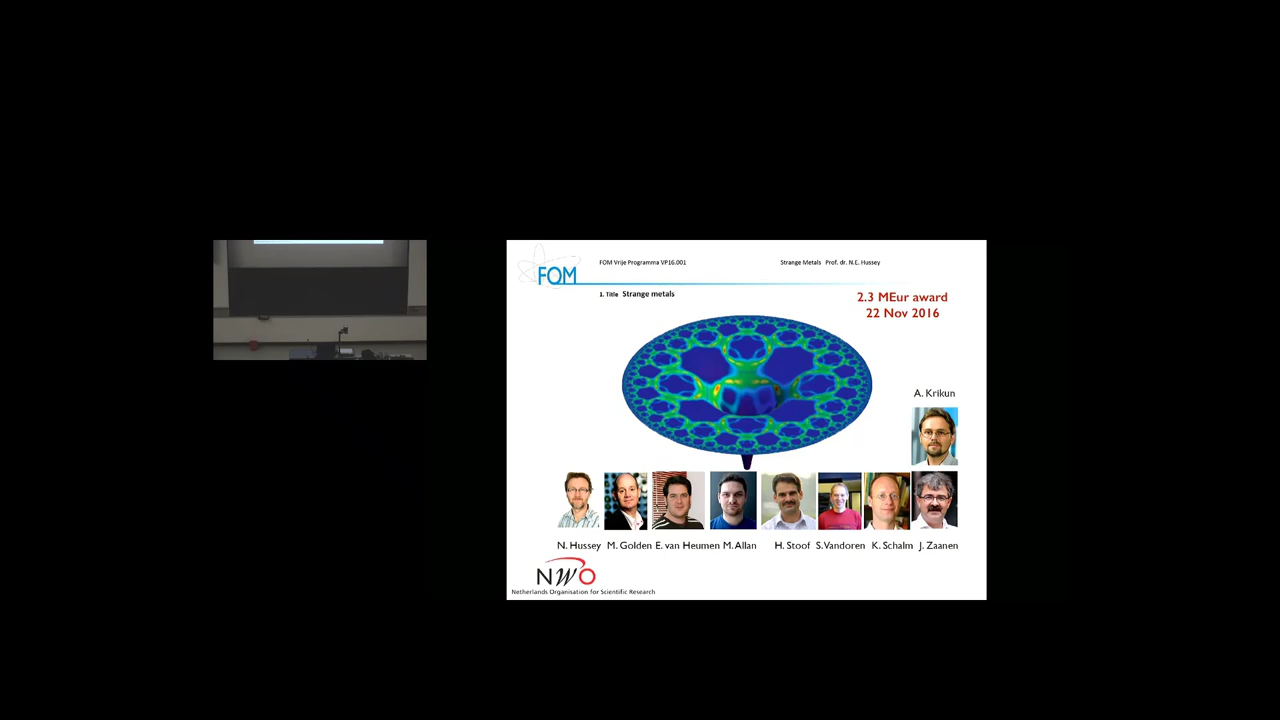 FOM
FOM Vrije Programma VP16.001
Strange Metals Prof. dr. N.E. Hussey
1. Title Strange metals
2.3 MEur award
22 Nov 2016
A. Krikun
N. Hussey M. Golden E. van Heumen M. Allan H. Stoof S. Vandoren K. Schalm J. Zaanen
NWO
Netherlands Organisation for Scientific Research